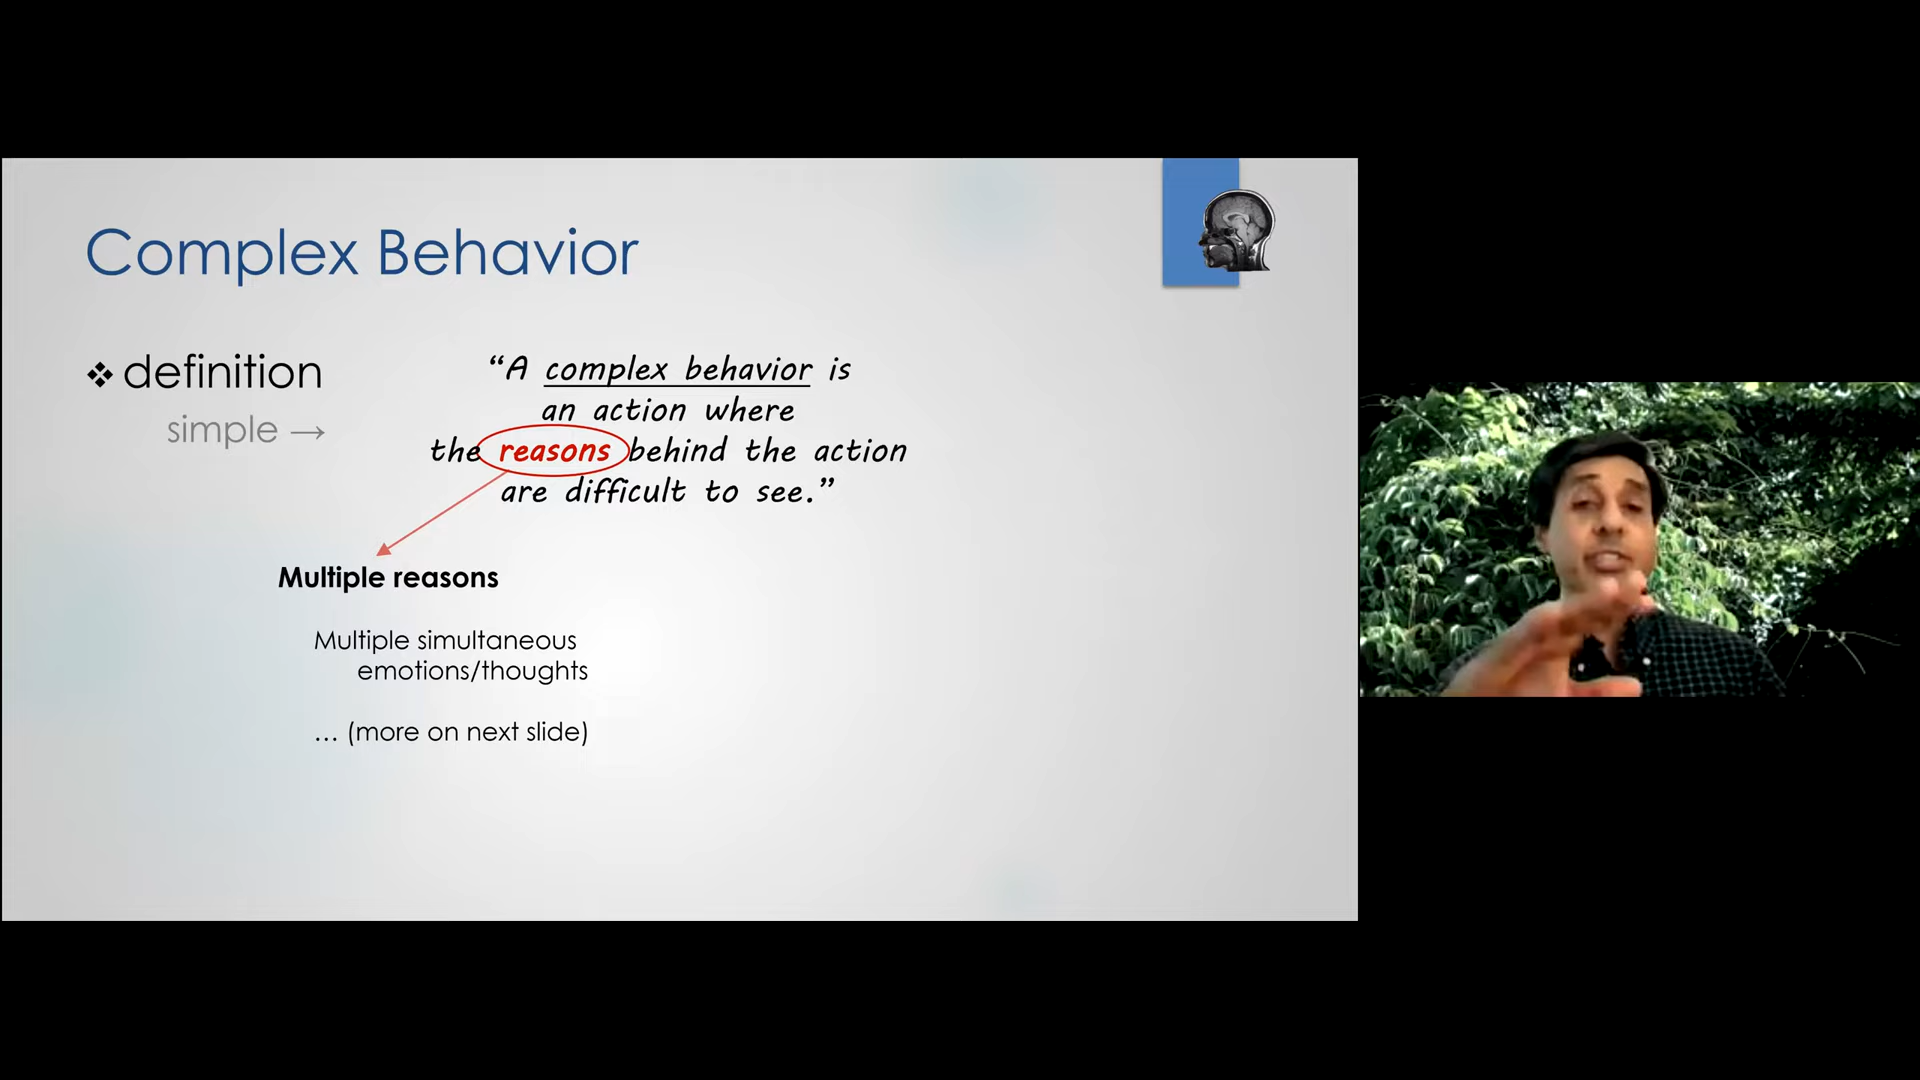 Complex Behavior
❖ definition
simple →
“A complex behavior is
an action where
the reasons behind the action
are difficult to see.”
Multiple reasons
Multiple simultaneous
emotions/thoughts
… (more on next slide)